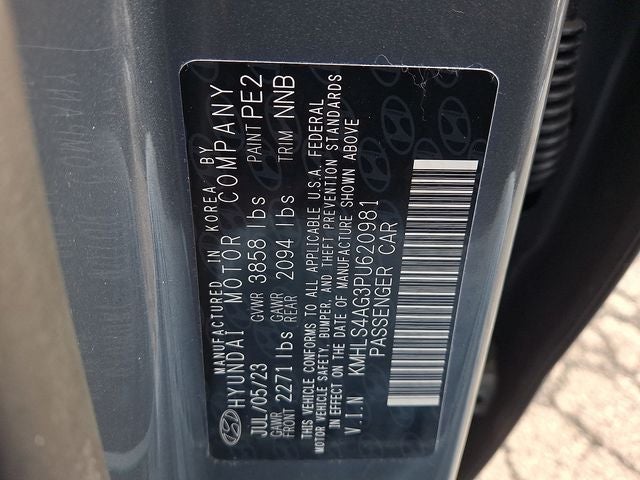 MANUFACTURED IN KOREA BY
HYUNDAI MOTOR COMPANY
JUL/05/23 GVWR 3858 lbs PAINT PE2
GAWR FRONT 2271 lbs GAWR REAR 2094 lbs TRIM NNB
THIS VEHICLE CONFORMS TO ALL APPLICABLE U.S.A. FEDERAL
MOTOR VEHICLE SAFETY, BUMPER, AND THEFT PREVENTION STANDARDS
IN EFFECT ON THE DATE OF MANUFACTURE SHOWN ABOVE
V.I.N KMHLS4AG3PU620981
PASSENGER CAR